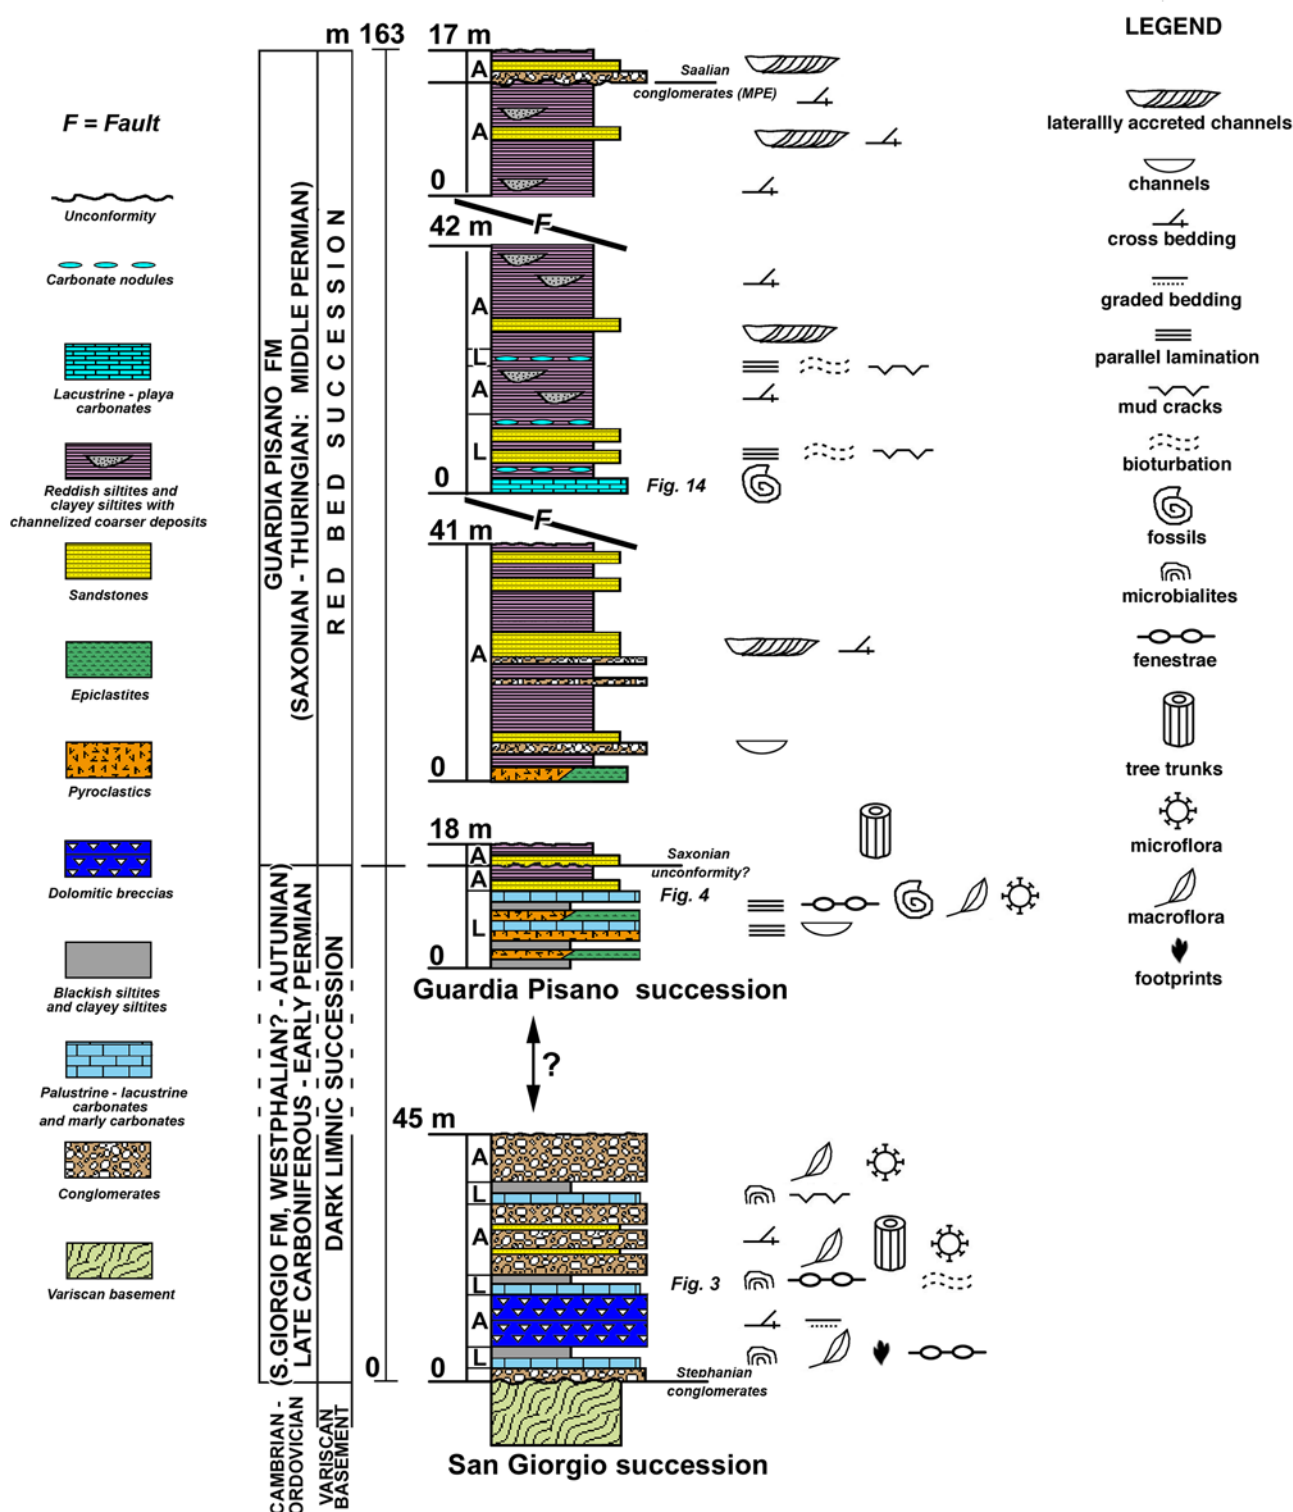 LEGEND
m 163
17 m
A
Saalian
conglomerates (MPE)
A
0
F
42 m
A
L
A
L
0
Fig. 14
F
41 m
A
0
18 m
A
Saxonian
unconformity?
A
Fig. 4
L
0
Guardia Pisano succession
?
45 m
A
L
A
L
Fig. 3
A
L
0
0
Stephanian
conglomerates
San Giorgio succession
GUARDIA PISANO FM
(SAXONIAN - THURINGIAN: MIDDLE PERMIAN)
RED BED SUCCESSION
(S.GIORGIO FM, WESTPHALIAN? - AUTUNIAN)
LATE CARBONIFEROUS - EARLY PERMIAN
DARK LIMNIC SUCCESSION
CAMBRIAN -
ORDOVICIAN
VARISCAN
BASEMENT
F = Fault
Unconformity
Carbonate nodules
Lacustrine - playa
carbonates
Reddish siltites and
clayey siltites with
channelized coarser deposits
Sandstones
Epiclastites
Pyroclastics
Dolomitic breccias
Blackish siltites
and clayey siltites
Palustrine - lacustrine
carbonates
and marly carbonates
Conglomerates
Variscan basement
laterallly accreted channels
channels
cross bedding
graded bedding
parallel lamination
mud cracks
bioturbation
fossils
microbialites
fenestrae
tree trunks
microflora
macroflora
footprints